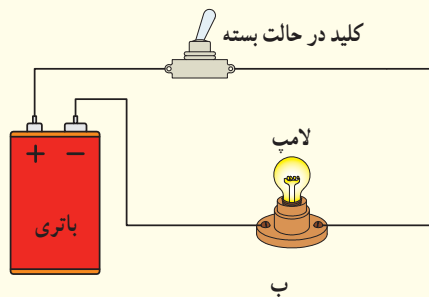 کلید در حالت بسته
لامپ
+ −
باتری
ب